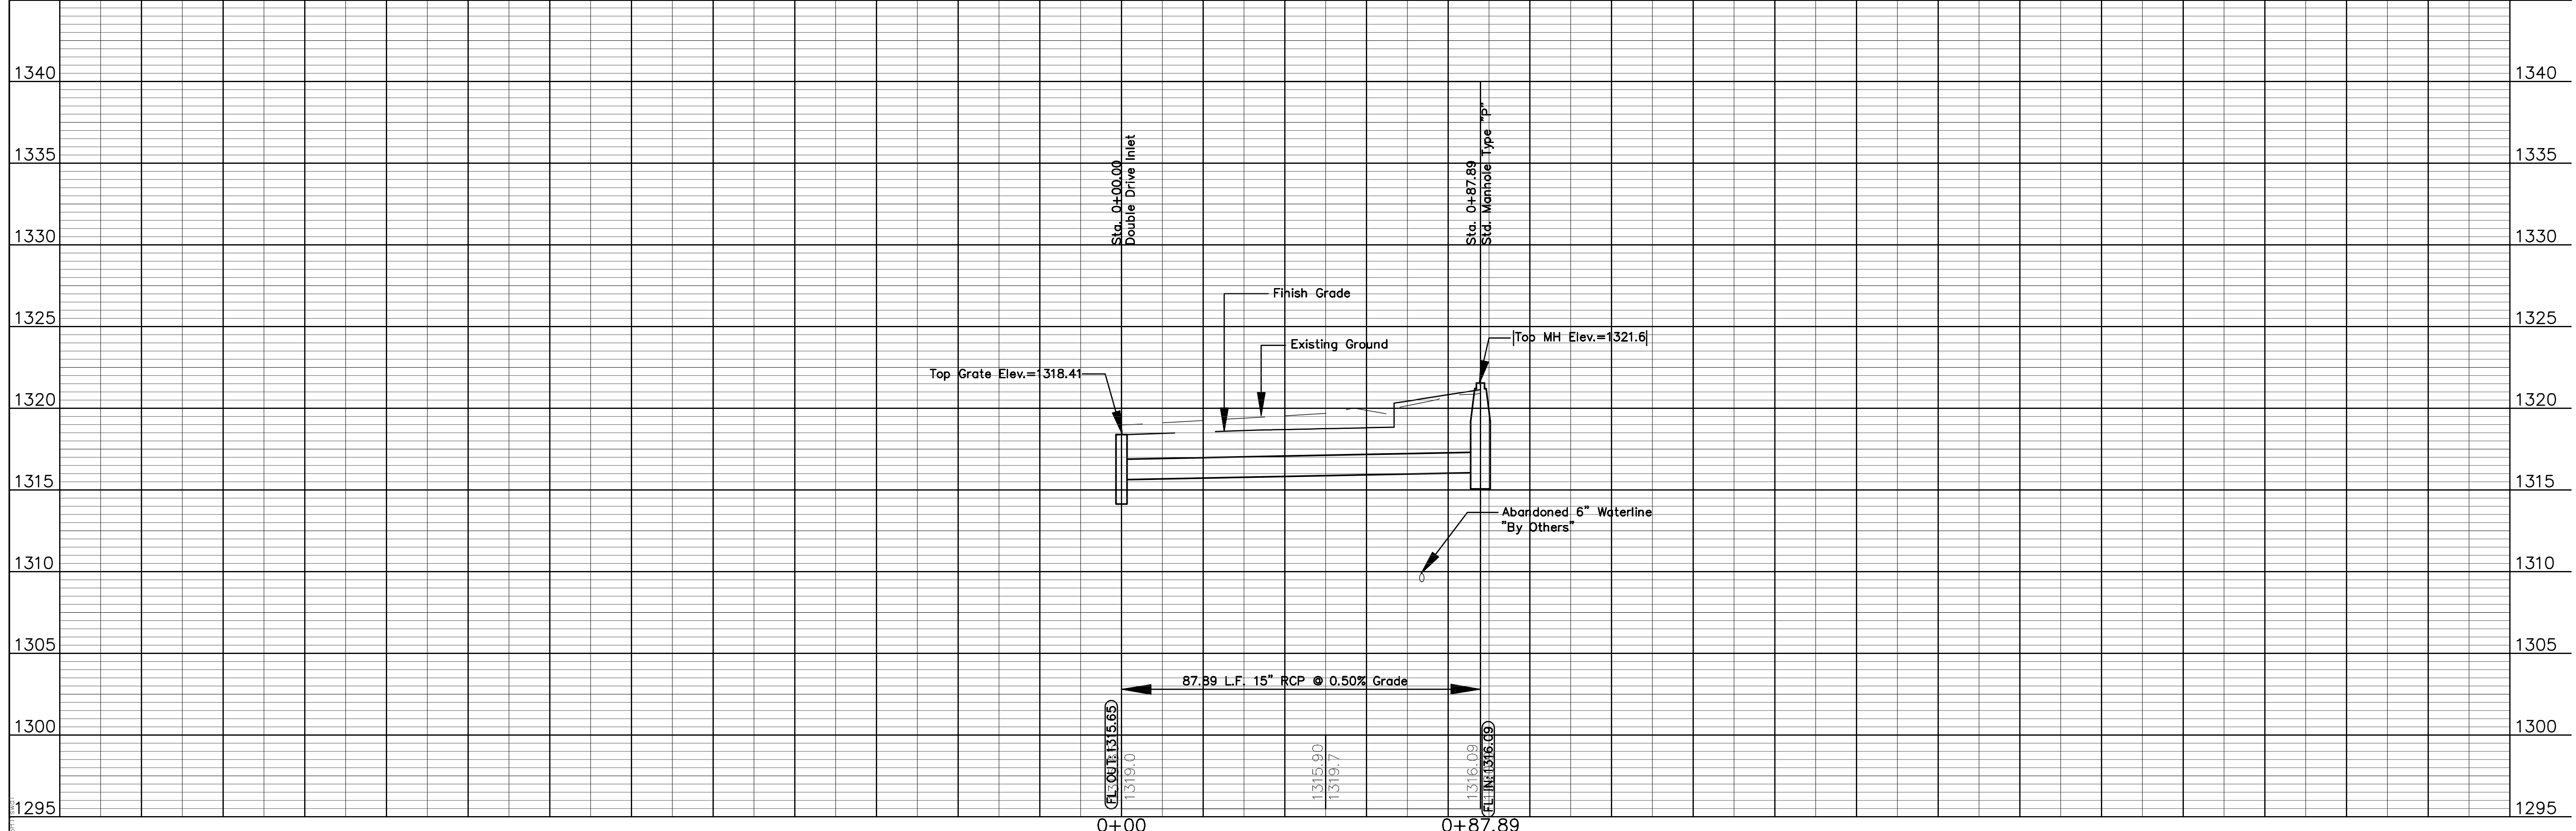 1340
1340
1335
1335
1330
1330
1325
1325
1320
1320
1315
1315
1310
1310
1305
1305
1300
1300
1295
1295
Sta. 0+00.00
Double Drive Inlet
Sta. 0+87.89
Std. Manhole Type "P"
Finish Grade
Existing Ground
Top MH Elev.=1321.6
Top Grate Elev.=1318.41
Abandoned 6" Waterline
"By Others"
87.89 L.F. 15" RCP @ 0.50% Grade
FL OUT: 1315.65
1319.0
1315.90
1319.7
1316.09
FL IN: 1316.09
0+00
0+87.89